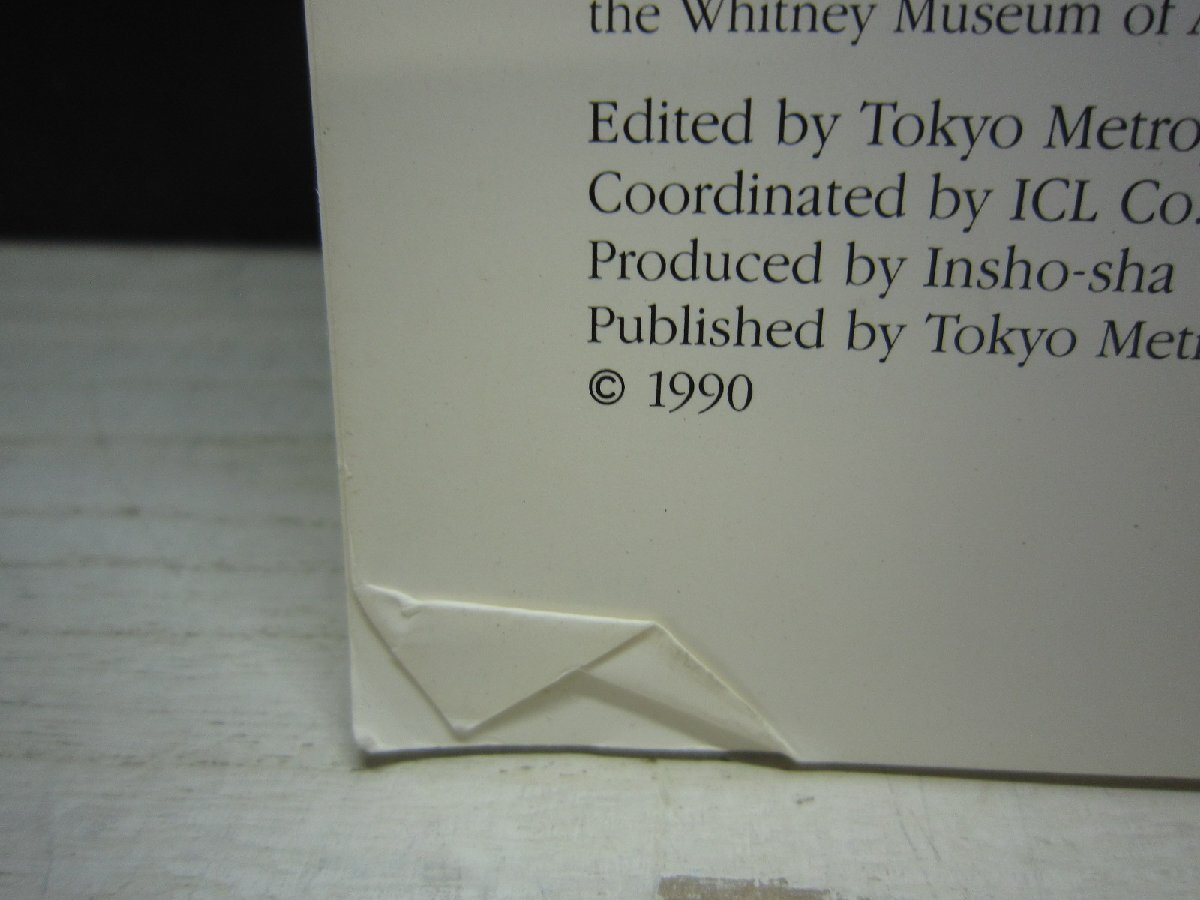 the Whitney Museum of
Edited by Tokyo Metro
Coordinated by ICL Co.
Produced by Insho-sha
Published by Tokyo Met
© 1990